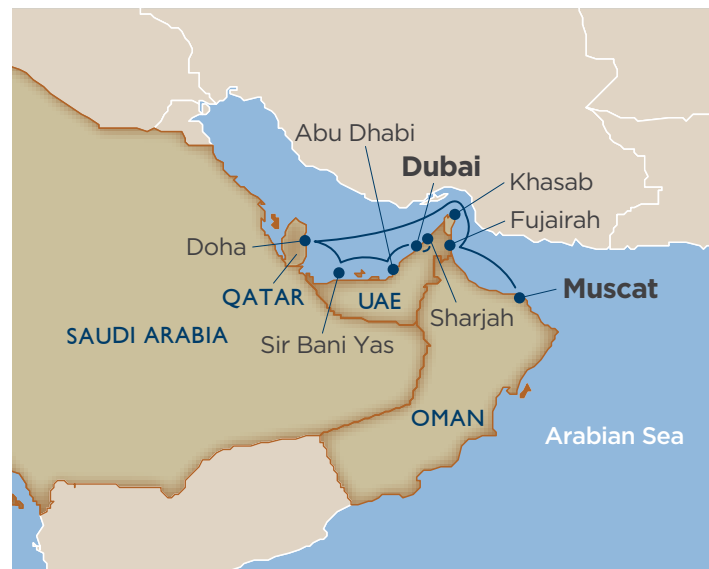 Abu Dhabi
Dubai
Khasab
Fujairah
Doha
QATAR
UAE
Muscat
Sharjah
SAUDI ARABIA
Sir Bani Yas
OMAN
Arabian Sea